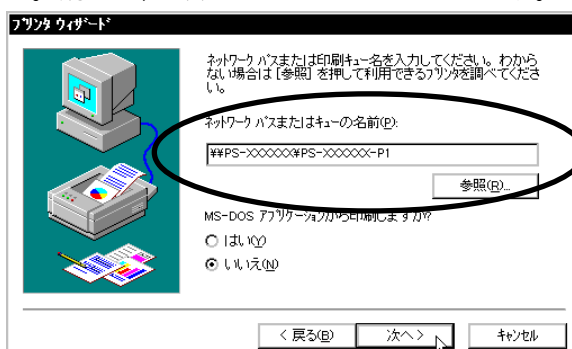 プリンタ ウィザード
ネットワーク パスまたは印刷キュー名を入力してください。わから
ない場合は [参照] を押して利用できるプリンタを調べてくださ
い。
ネットワーク パスまたはキューの名前(P):
¥¥PS-XXXXXX¥PS-XXXXXX-P1
参照(R)...
MS-DOS アプリケーションから印刷しますか?
はい(Y)
いいえ(N)
< 戻る(B)
次へ >
キャンセル